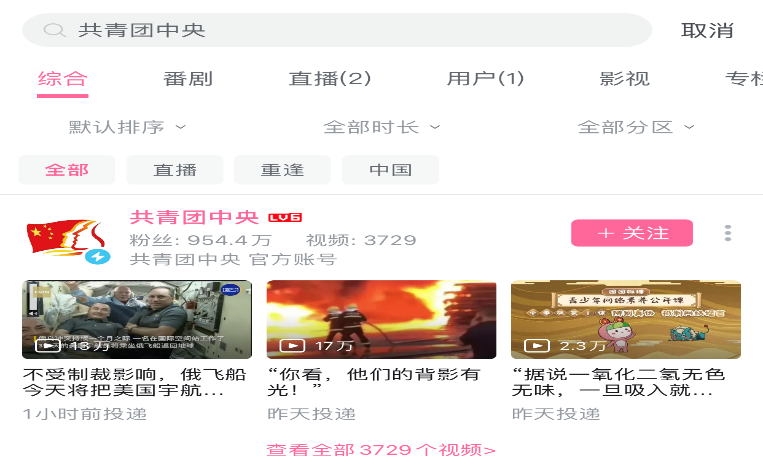 共青团中央
取消
综合
番剧
直播(2)
用户(1)
影视
默认排序
全部时长
全部分区
全部
直播
重逢
中国
共青团中央 LV6
粉丝: 954.4万 视频: 3729
+ 关注
共青团中央 官方账号
青少年网络素养公开课
13万
17万
2.3万
不受制裁影响，俄飞船
今天将把美国宇航...
1小时前投递
“你看，他们的背影有
光！”
昨天投递
“据说一氧化二氢无色
无味，一旦吸入就...
昨天投递
查看全部 3729 个视频>